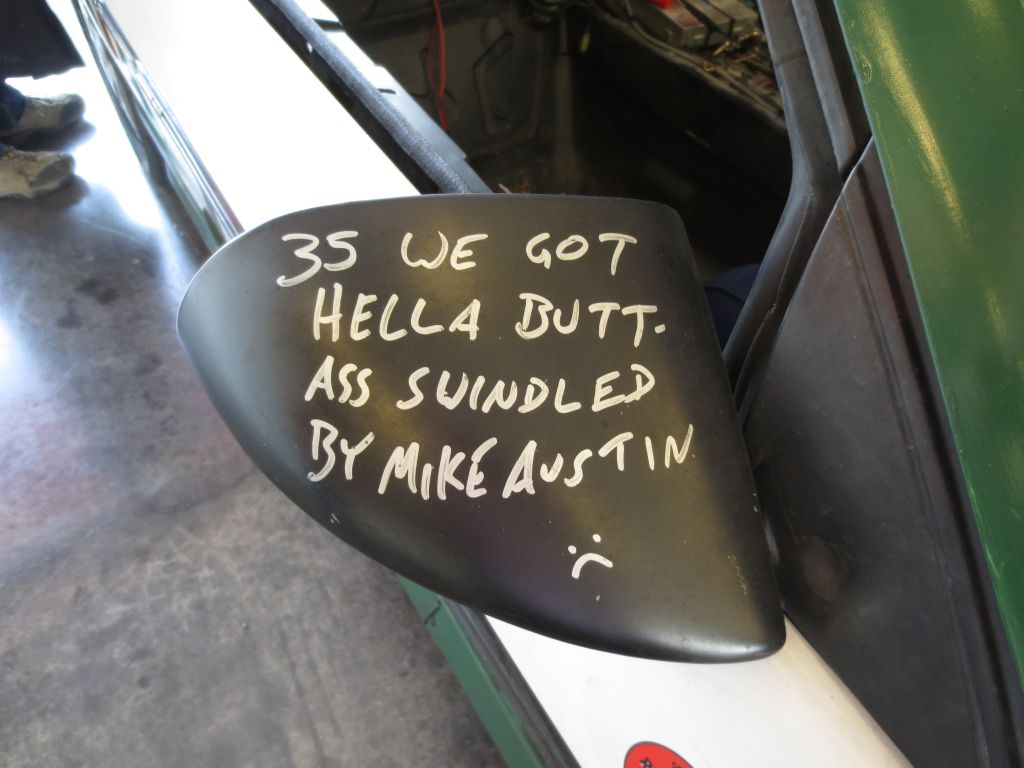 35 WE GOT
HELLA BUTT-
ASS SWINDLED
BY MIKE AUSTIN
:(